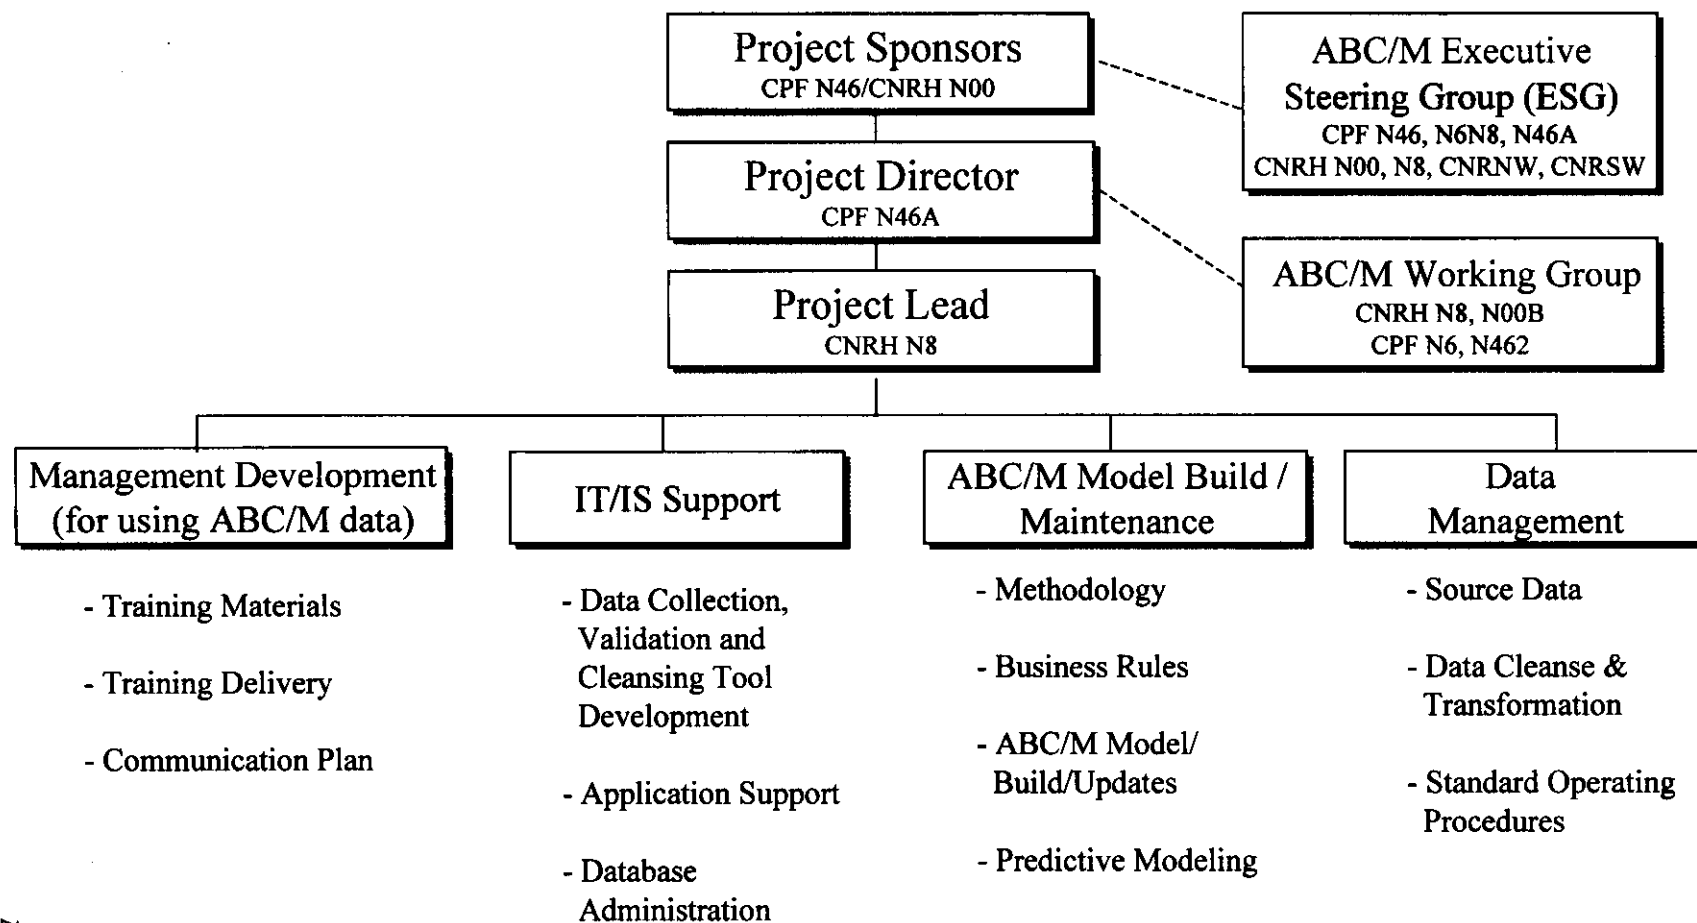 Project Sponsors
CPF N46/CNRH N00
ABC/M Executive
Steering Group (ESG)
CPF N46, N6N8, N46A
CNRH N00, N8, CNRNW, CNRSW
Project Director
CPF N46A
ABC/M Working Group
CNRH N8, N00B
CPF N6, N462
Project Lead
CNRH N8
Management Development
(for using ABC/M data)
- Training Materials
- Training Delivery
- Communication Plan
IT/IS Support
- Data Collection,
Validation and
Cleansing Tool
Development
- Application Support
- Database
Administration
ABC/M Model Build /
Maintenance
- Methodology
- Business Rules
- ABC/M Model/
Build/Updates
- Predictive Modeling
Data
Management
- Source Data
- Data Cleanse &
Transformation
- Standard Operating
Procedures